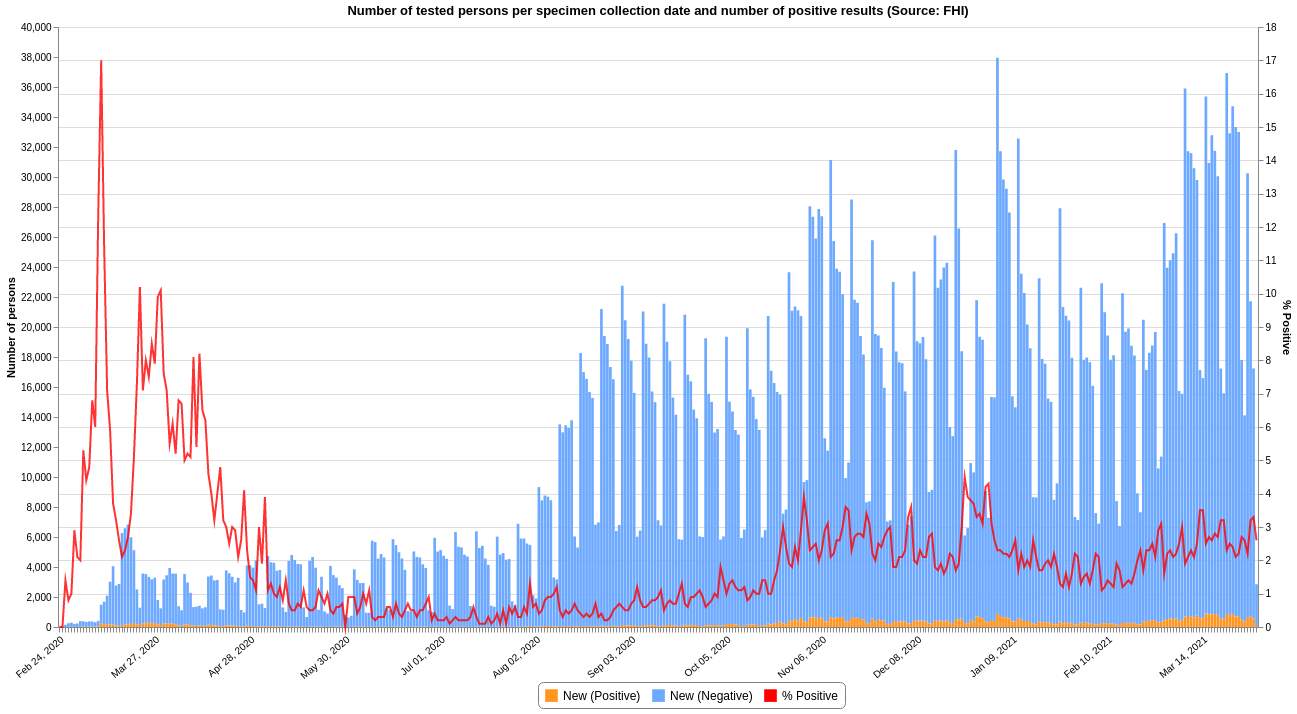 Number of tested persons per specimen collection date and number of positive results (Source: FHI)
40,000
38,000
36,000
34,000
32,000
30,000
28,000
26,000
24,000
22,000
20,000
18,000
16,000
14,000
12,000
10,000
8,000
6,000
4,000
2,000
0
Number of persons
18
17
16
15
14
13
12
11
10
9
8
7
6
5
4
3
2
1
0
% Positive
Feb 24, 2020
Mar 27, 2020
Apr 28, 2020
May 30, 2020
Jul 01, 2020
Aug 02, 2020
Sep 03, 2020
Oct 05, 2020
Nov 06, 2020
Dec 08, 2020
Jan 09, 2021
Feb 10, 2021
Mar 14, 2021
New (Positive) New (Negative) % Positive